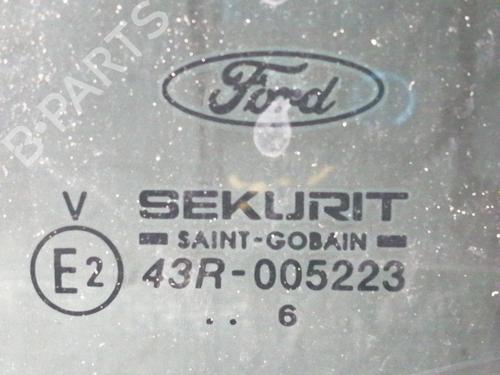 B-PARTS
Ford
V
SEKURIT
SAINT-GOBAIN
E2
43R-005223
.. 6